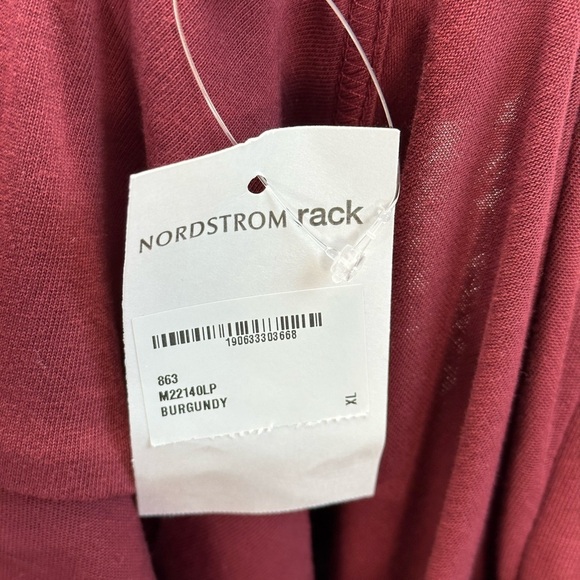 NORDSTROM rack
190633303668
863
M22140LP
BURGUNDY
XL